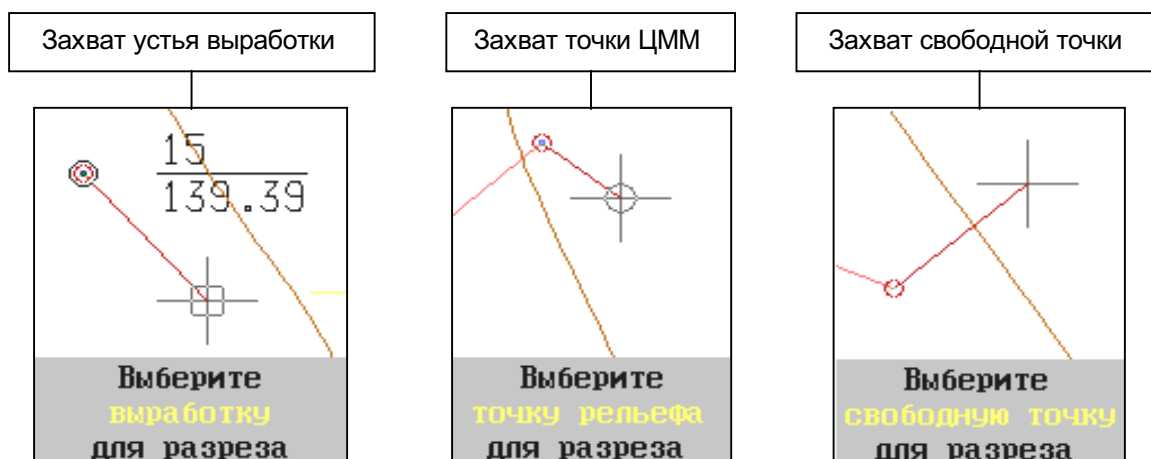 Захват устья выработки
Захват точки ЦММ
Захват свободной точки
15
139.39
Выберите
выработку
для разреза
Выберите
точку рельефа
для разреза
Выберите
свободную точку
для разреза